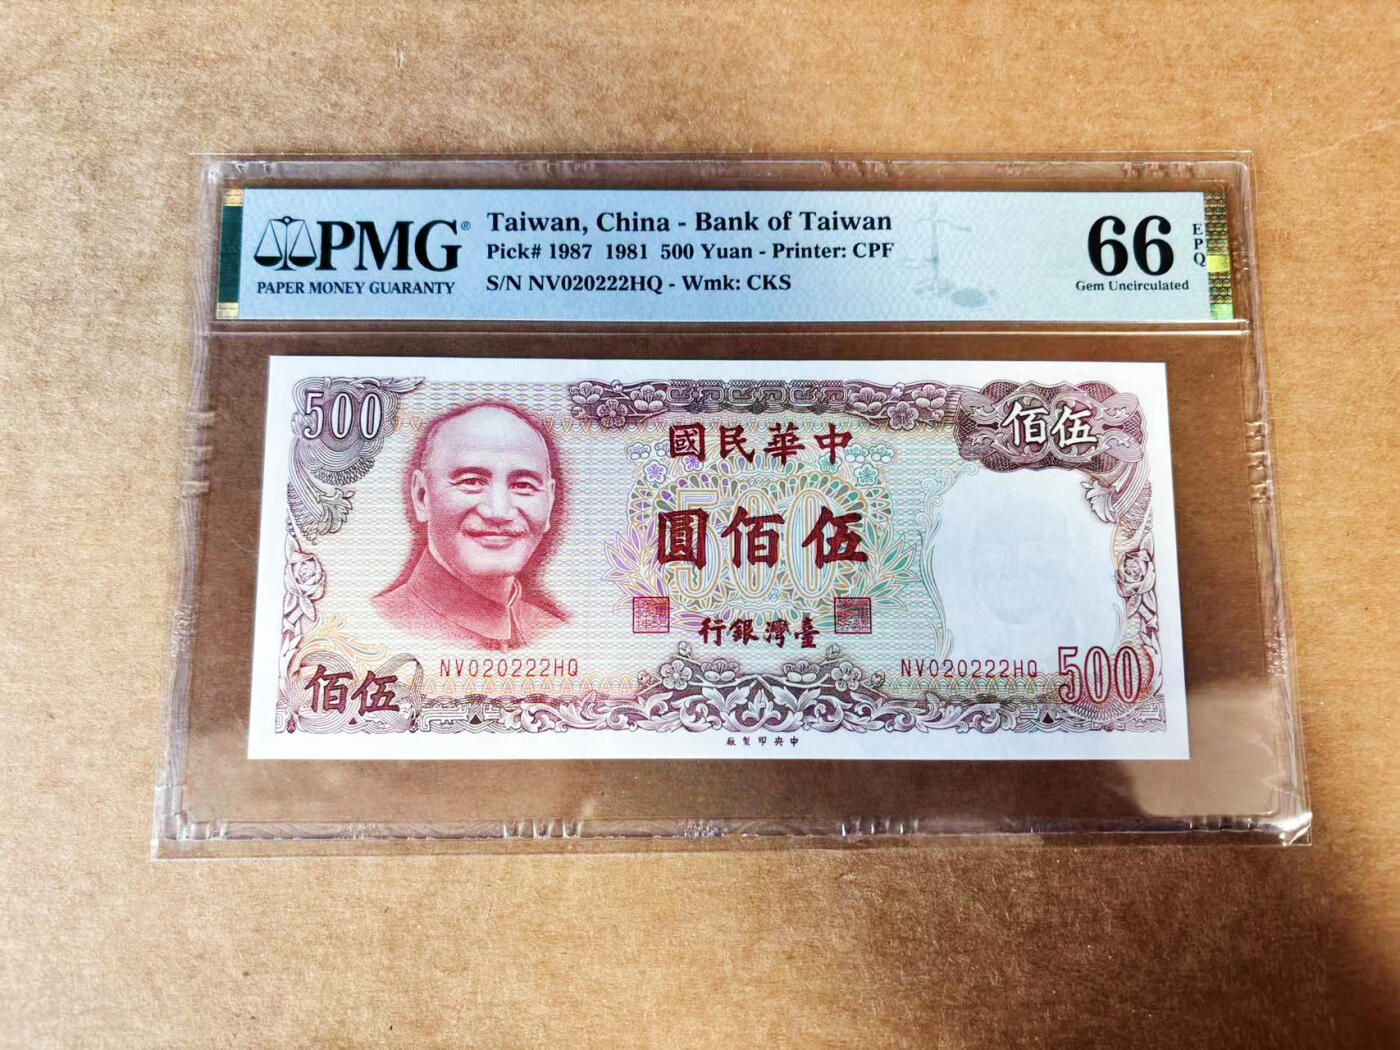 PMG®
PAPER MONEY GUARANTY
Taiwan, China - Bank of Taiwan
Pick# 1987 1981 500 Yuan - Printer: CPF
S/N NV020222HQ - Wmk: CKS
66 EPQ
Gem Uncirculated
500
佰伍
國民華中
500
圓佰伍
行銀灣臺
NV020222HQ
NV020222HQ
佰伍
500
廠製印央中